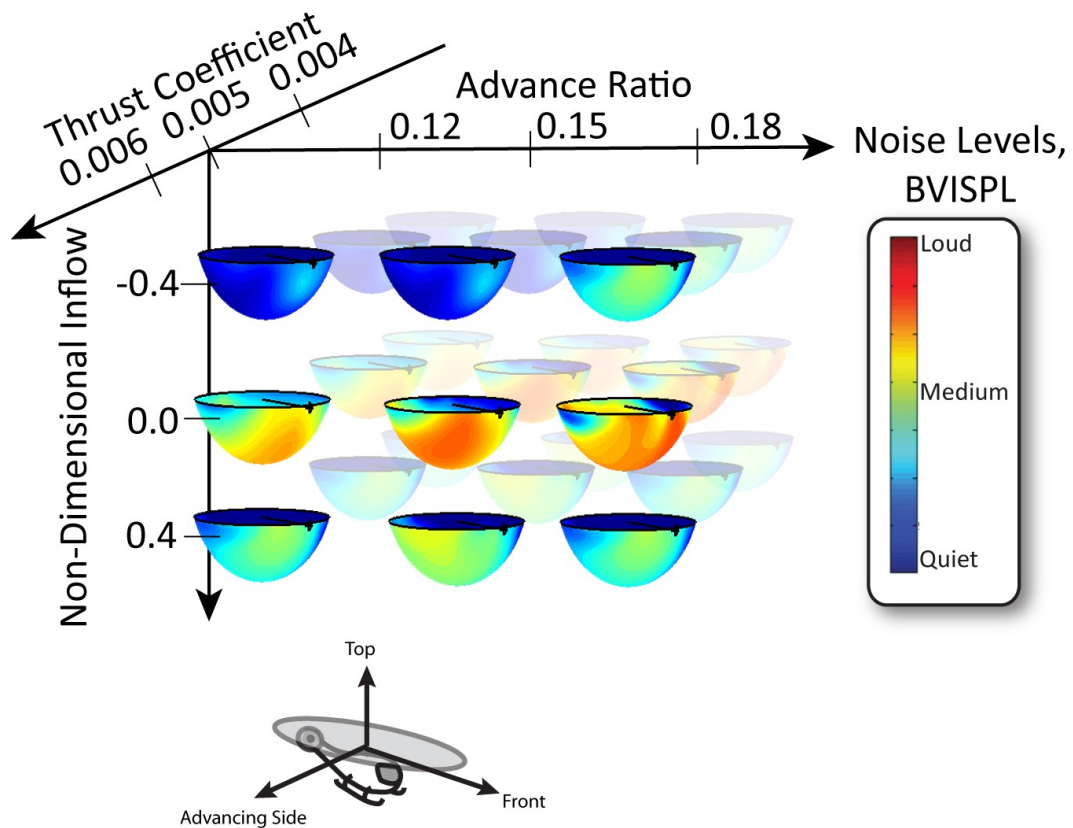 Thrust Coefficient
0.006
0.005
0.004
Advance Ratio
0.12
0.15
0.18
Noise Levels,
BVISPL
Loud
Medium
Quiet
Non-Dimensional Inflow
-0.4
0.0
0.4
Top
Advancing Side
Front